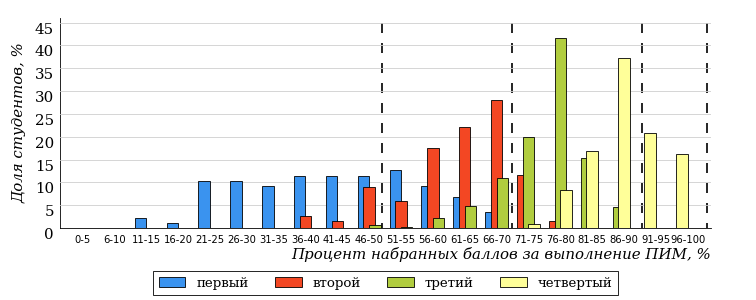 Доля студентов, %
45
40
35
30
25
20
15
10
5
0
0-5 6-10 11-15 16-20 21-25 26-30 31-35 36-40 41-45 46-50 51-55 56-60 61-65 66-70 71-75 76-80 81-85 86-90 91-95 96-100
Процент набранных баллов за выполнение ПИМ, %
первый второй третий четвертый